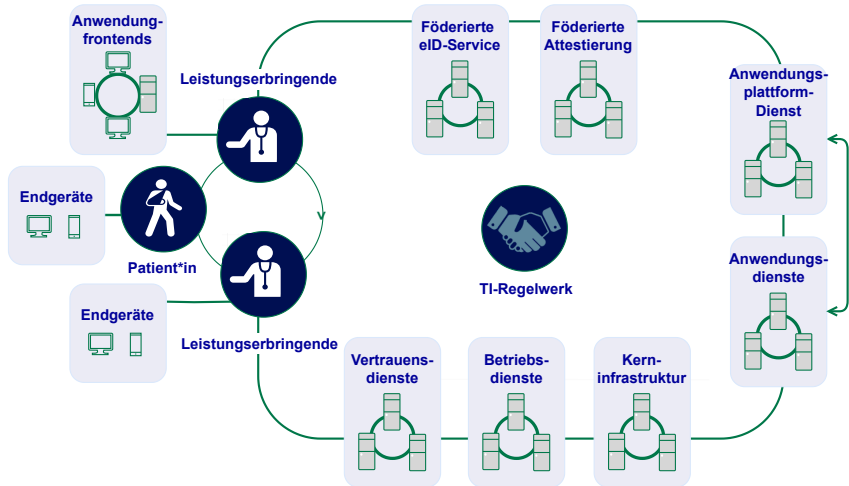 Anwendung-
frontends
Leistungserbringende
Föderierte
eID-Service
Föderierte
Attestierung
Anwendungs-
plattform-
Dienst
Endgeräte
Patient*in
TI-Regelwerk
Anwendungs-
dienste
Endgeräte
Leistungserbringende
Vertrauens-
dienste
Betriebs-
dienste
Kern-
infrastruktur